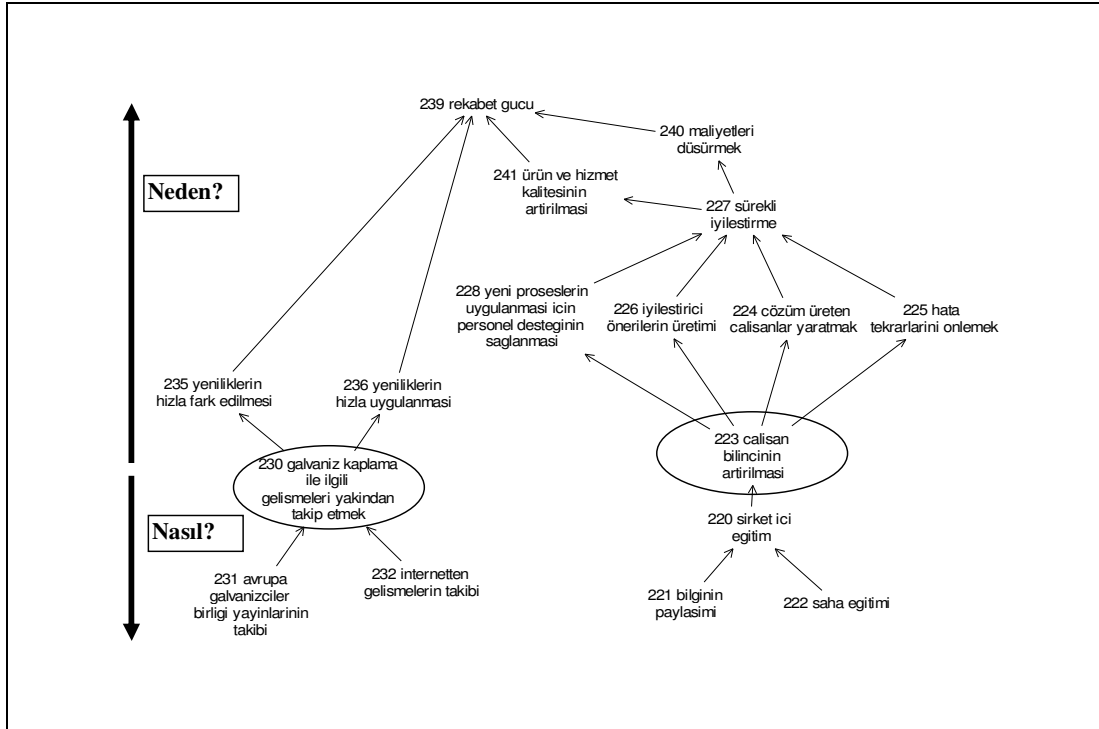 239 rekabet gucu
240 maliyetleri
düsürmek
241 ürün ve hizmet
kalitesinin
artirilmasi
Neden?
227 sürekli
iyilestirme
228 yeni proseslerin
uygulanmasi icin
personel desteginin
saglanmasi
226 iyilestirici
önerilerin üretimi
224 cözüm üreten
calisanlar yaratmak
225 hata
tekrarlarini onlemek
235 yeniliklerin
hizla fark edilmesi
236 yeniliklerin
hizla uygulanmasi
223 calisan
bilincinin
artirilmasi
230 galvaniz kaplama
ile ilgili
gelismeleri yakindan
takip etmek
Nasıl?
220 sirket ici
egitim
231 avrupa
galvanizciler
birligi yayinlarinin
takibi
232 internetten
gelismelerin takibi
221 bilginin
paylasimi
222 saha egitimi